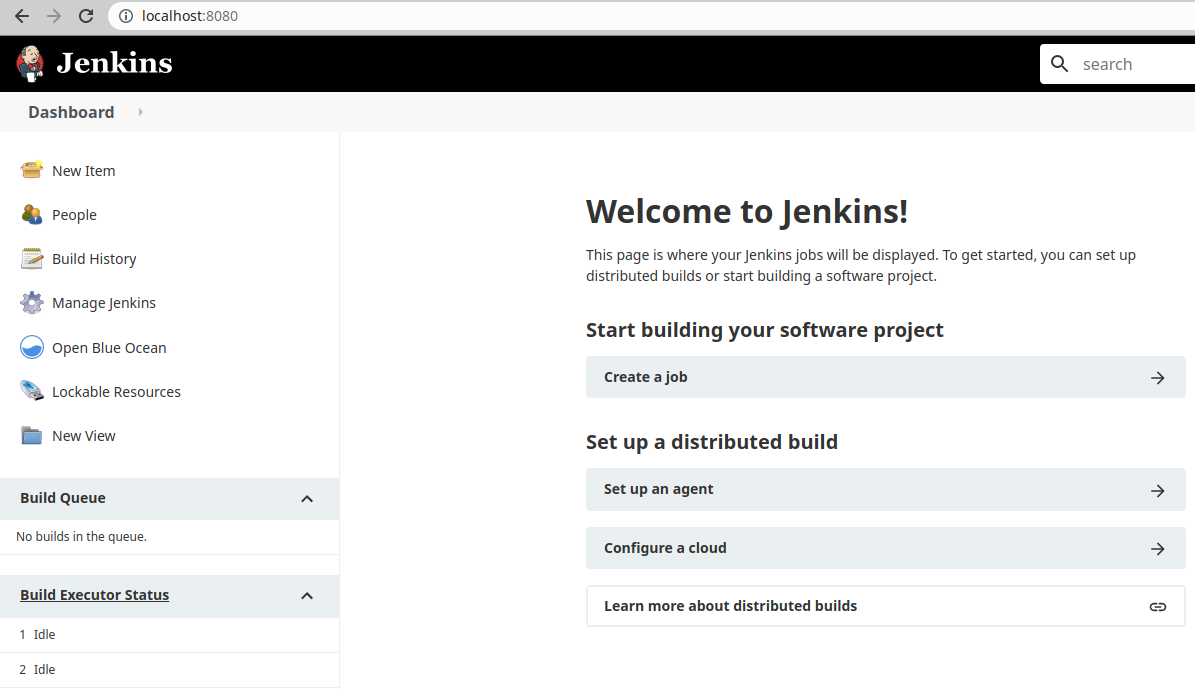 localhost:8080
Jenkins
search
Dashboard
New Item
People
Build History
Manage Jenkins
Open Blue Ocean
Lockable Resources
New View
Build Queue
No builds in the queue.
Build Executor Status
1 Idle
2 Idle
Welcome to Jenkins!
This page is where your Jenkins jobs will be displayed. To get started, you can set up
distributed builds or start building a software project.
Start building your software project
Create a job
Set up a distributed build
Set up an agent
Configure a cloud
Learn more about distributed builds